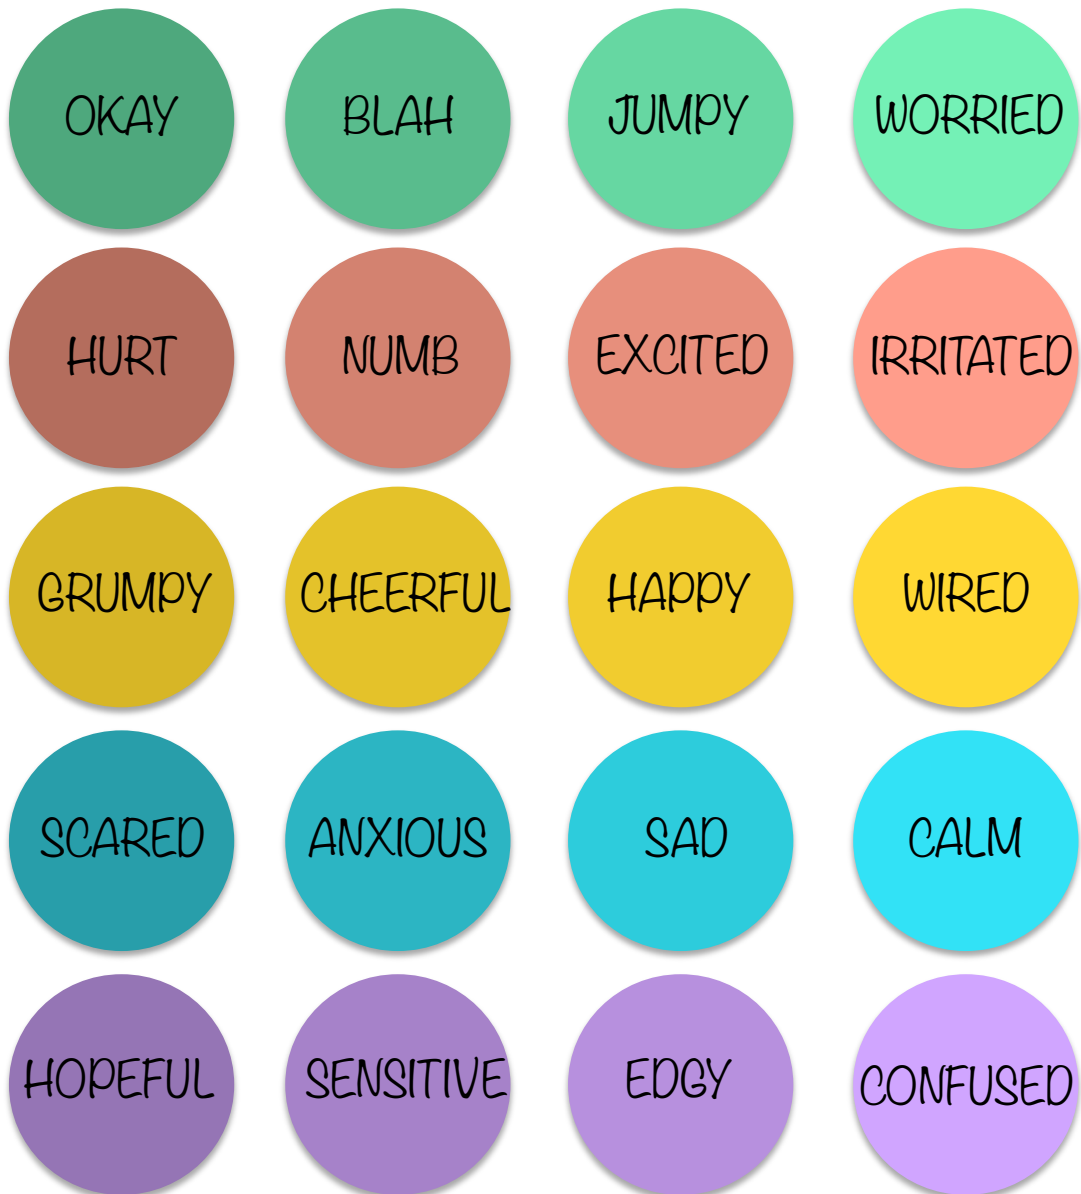 OKAY BLAH JUMPY WORRIED
HURT NUMB EXCITED IRRITATED
GRUMPY CHEERFUL HAPPY WIRED
SCARED ANXIOUS SAD CALM
HOPEFUL SENSITIVE EDGY CONFUSED